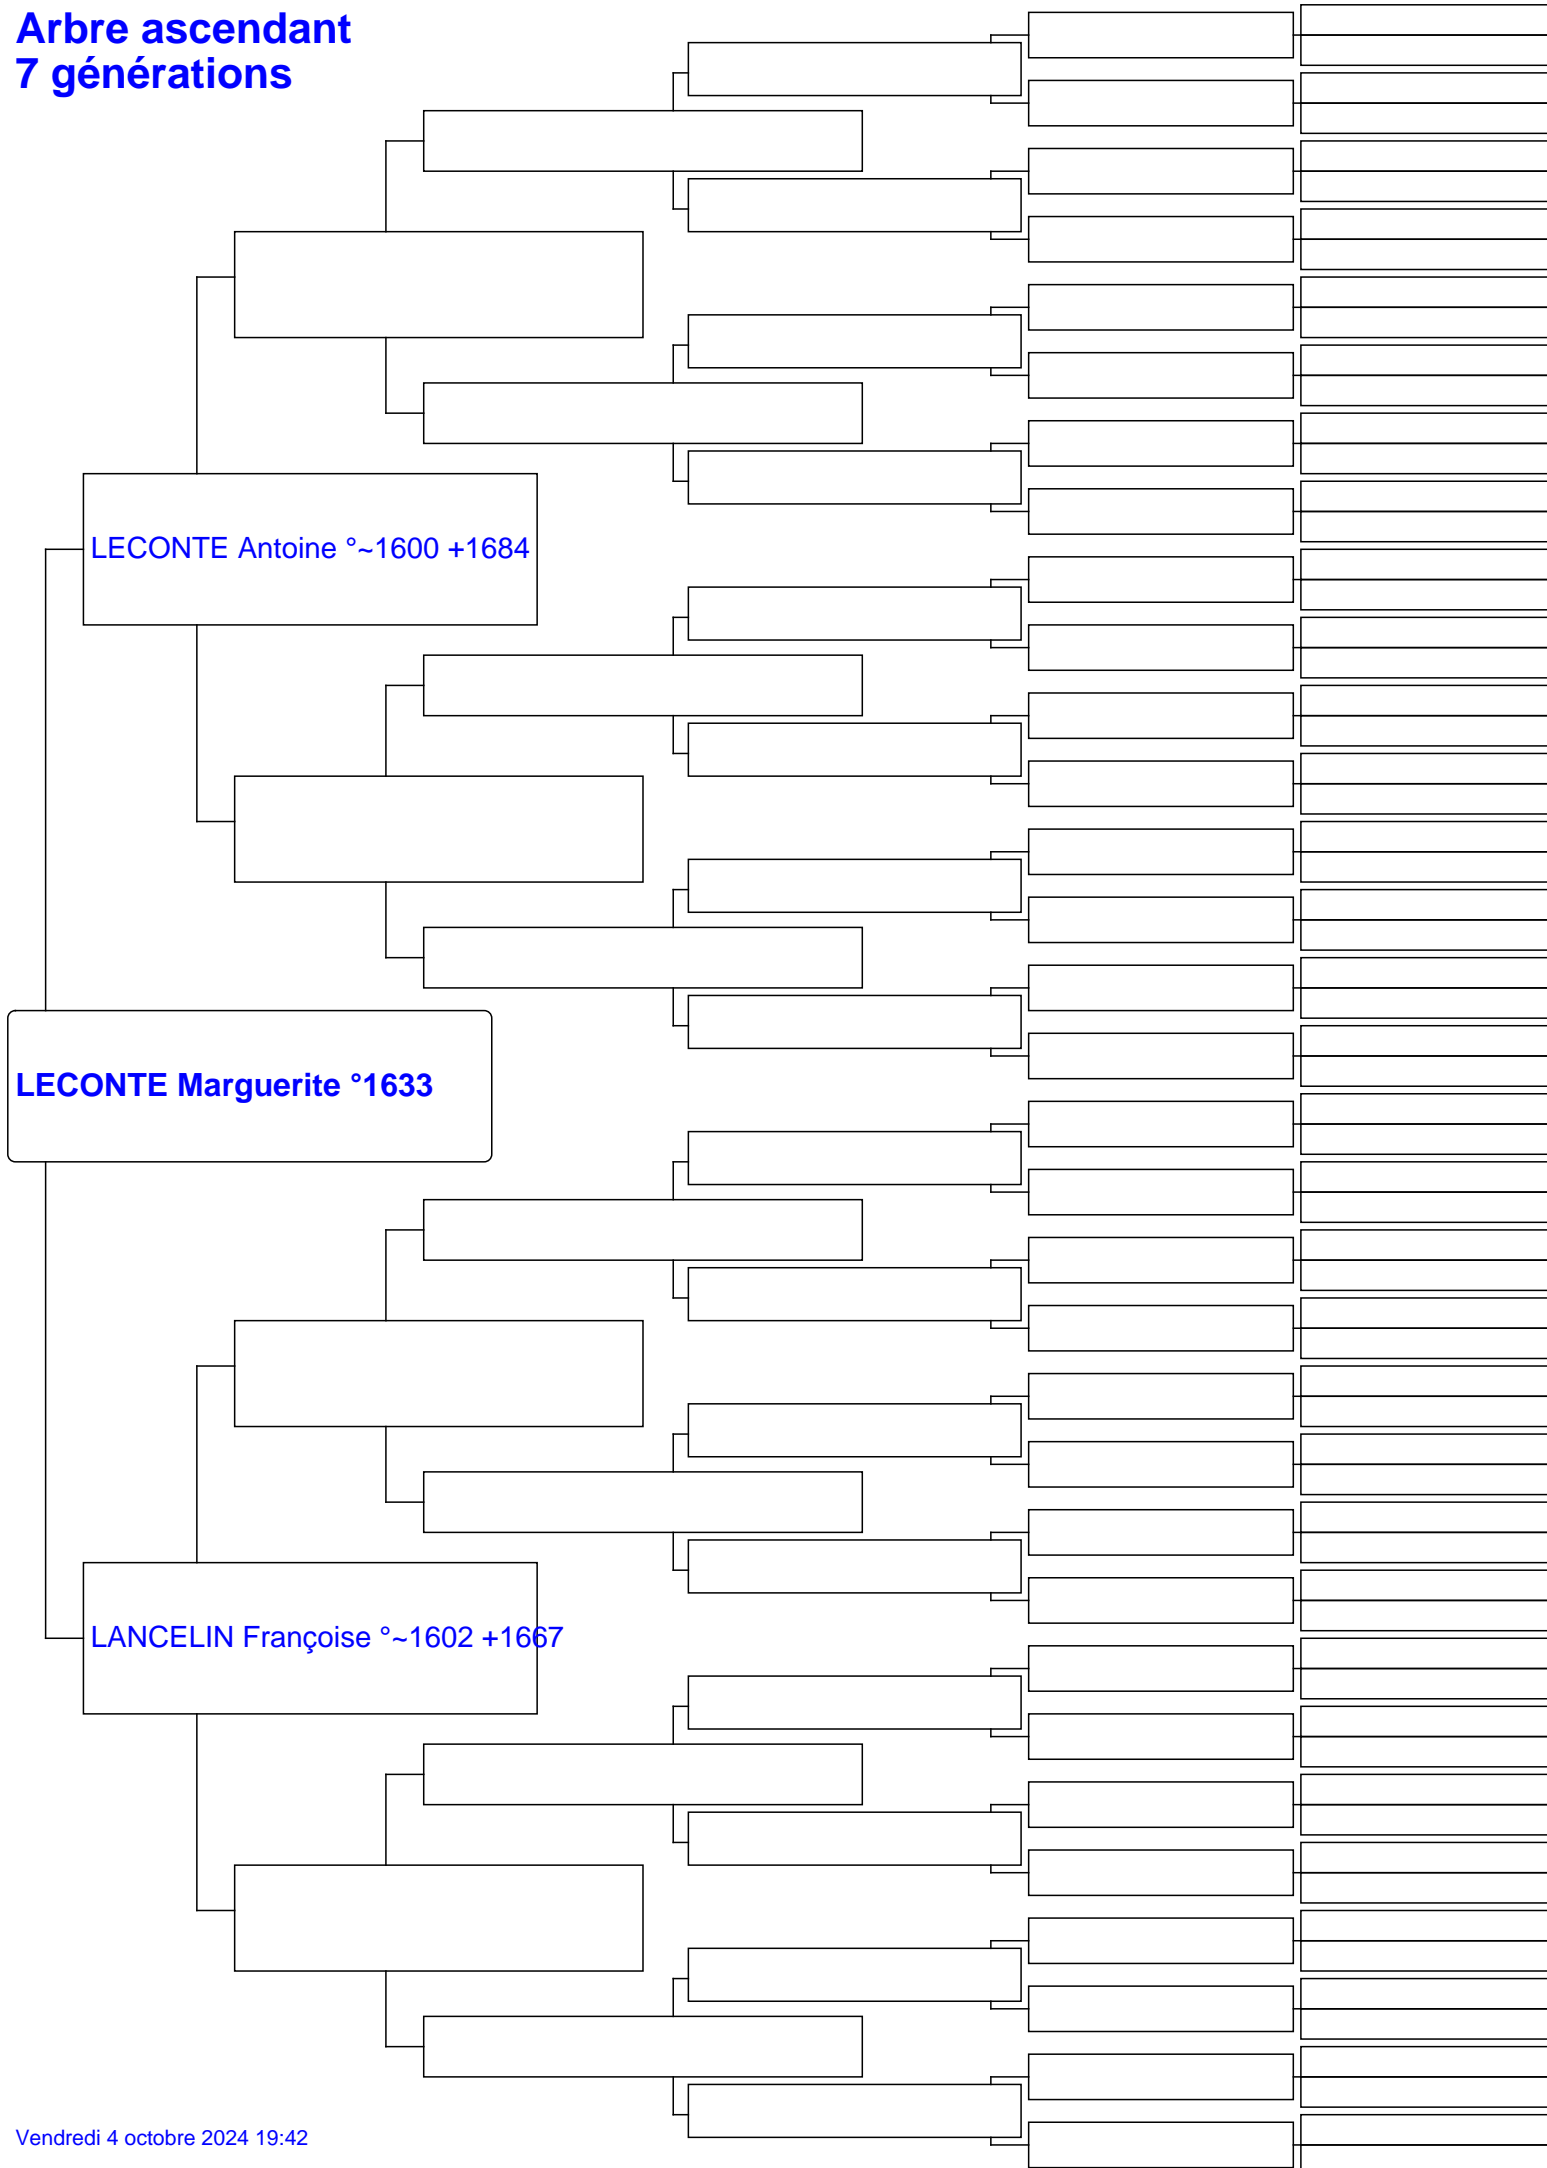 Arbre ascendant
7 générations
LECONTE Antoine °~1600 +1684
LECONTE Marguerite °1633
LANCELIN Françoise °~1602 +1667
Vendredi 4 octobre 2024 19:42